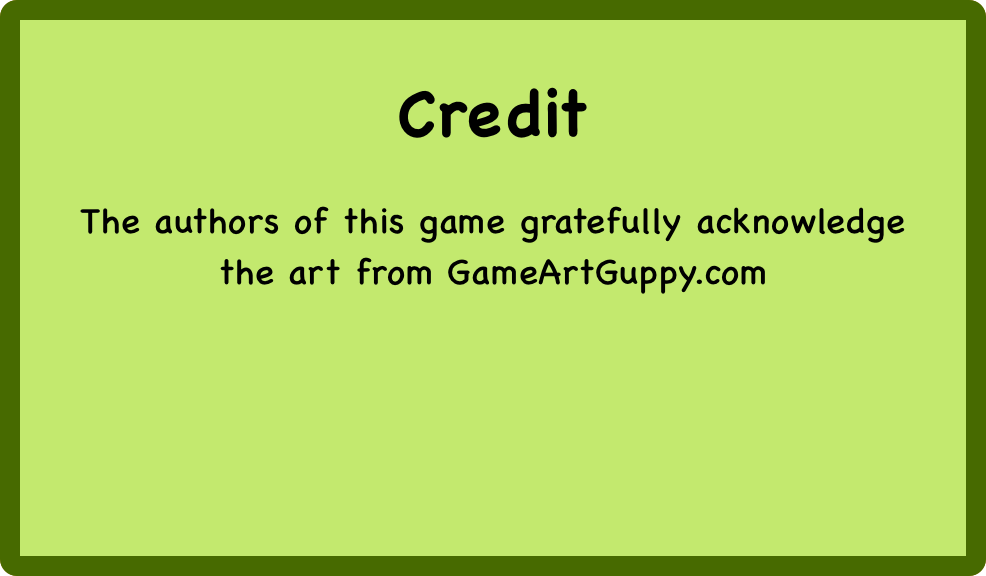 Credit
The authors of this game gratefully acknowledge
the art from GameArtGuppy.com